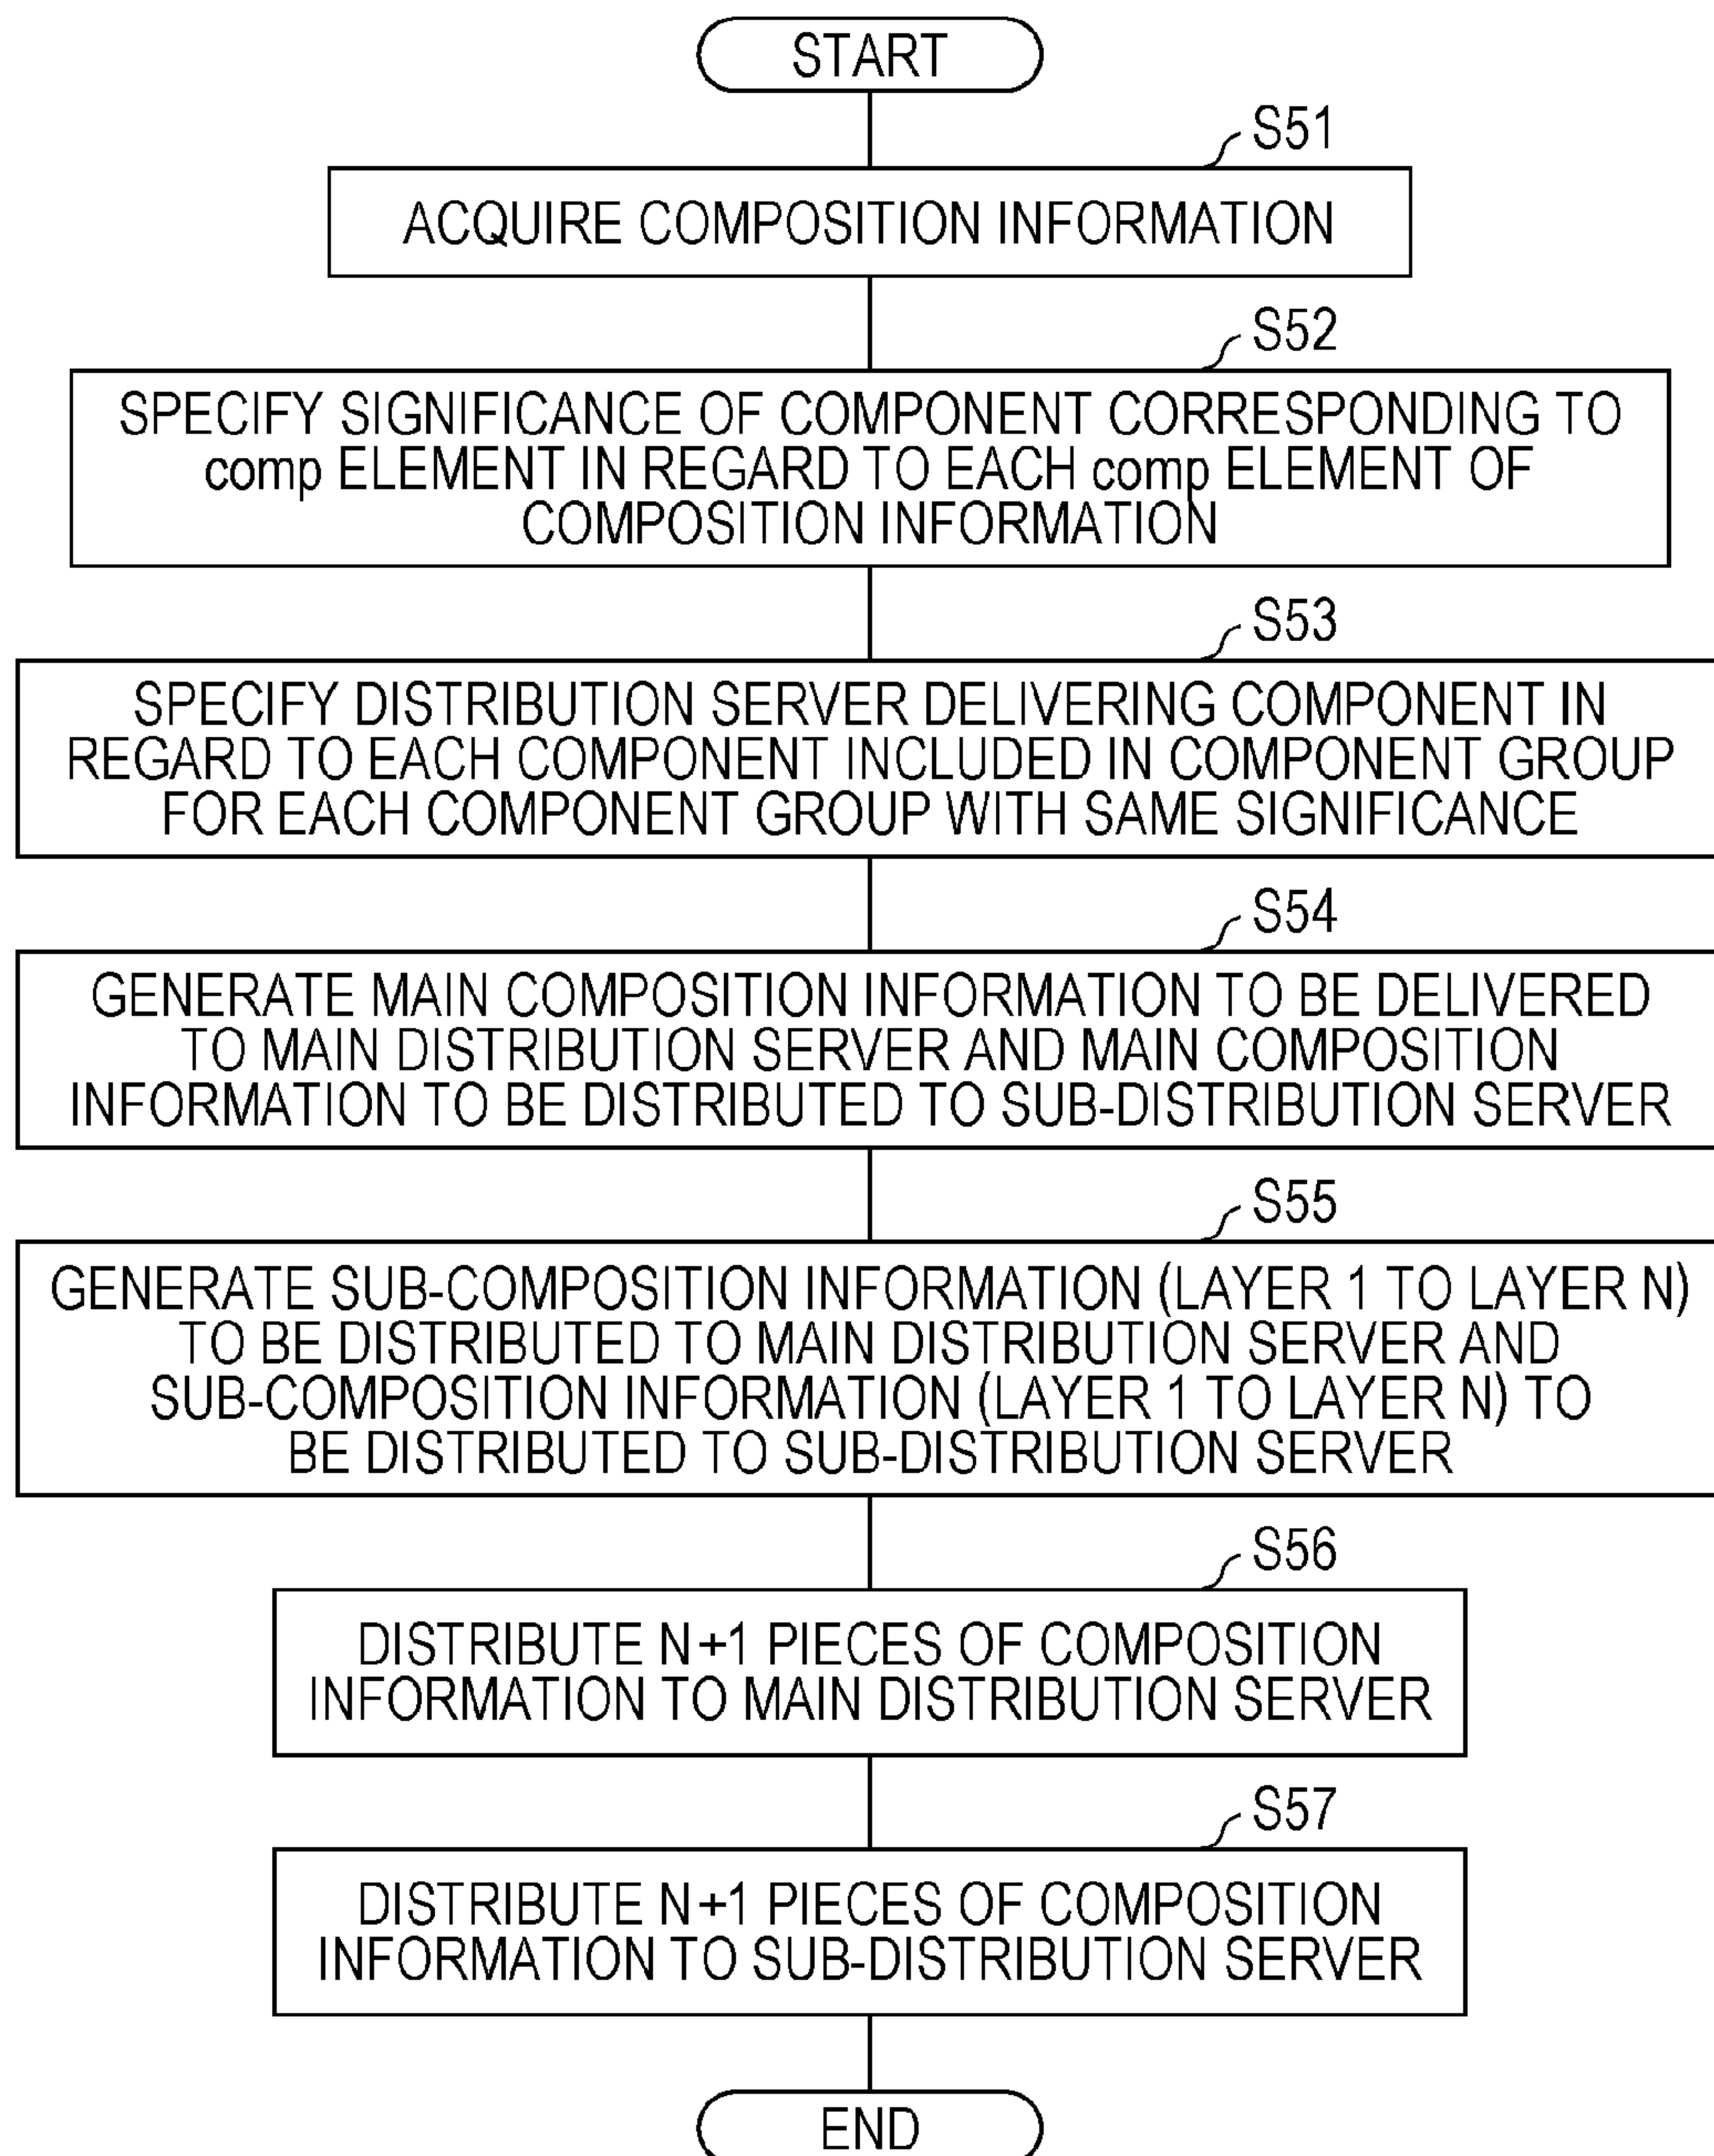 START
S51
ACQUIRE COMPOSITION INFORMATION
S52
SPECIFY SIGNIFICANCE OF COMPONENT CORRESPONDING TO
comp ELEMENT IN REGARD TO EACH comp ELEMENT OF
COMPOSITION INFORMATION
S53
SPECIFY DISTRIBUTION SERVER DELIVERING COMPONENT IN
REGARD TO EACH COMPONENT INCLUDED IN COMPONENT GROUP
FOR EACH COMPONENT GROUP WITH SAME SIGNIFICANCE
S54
GENERATE MAIN COMPOSITION INFORMATION TO BE DELIVERED
TO MAIN DISTRIBUTION SERVER AND MAIN COMPOSITION
INFORMATION TO BE DISTRIBUTED TO SUB-DISTRIBUTION SERVER
S55
GENERATE SUB-COMPOSITION INFORMATION (LAYER 1 TO LAYER N)
TO BE DISTRIBUTED TO MAIN DISTRIBUTION SERVER AND
SUB-COMPOSITION INFORMATION (LAYER 1 TO LAYER N) TO
BE DISTRIBUTED TO SUB-DISTRIBUTION SERVER
S56
DISTRIBUTE N+1 PIECES OF COMPOSITION
INFORMATION TO MAIN DISTRIBUTION SERVER
S57
DISTRIBUTE N+1 PIECES OF COMPOSITION
INFORMATION TO SUB-DISTRIBUTION SERVER
END